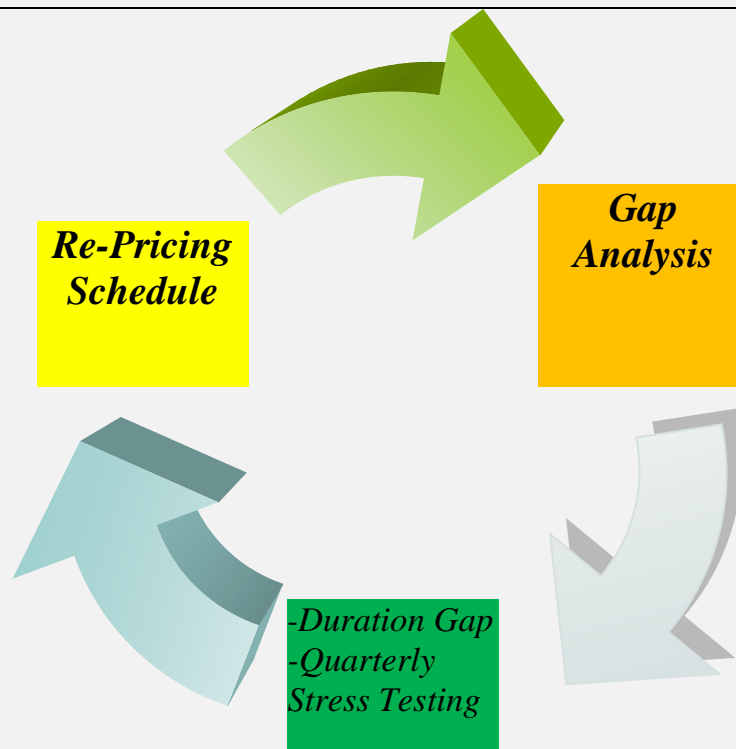 Re-Pricing
Schedule
Gap
Analysis
-Duration Gap
-Quarterly
Stress Testing